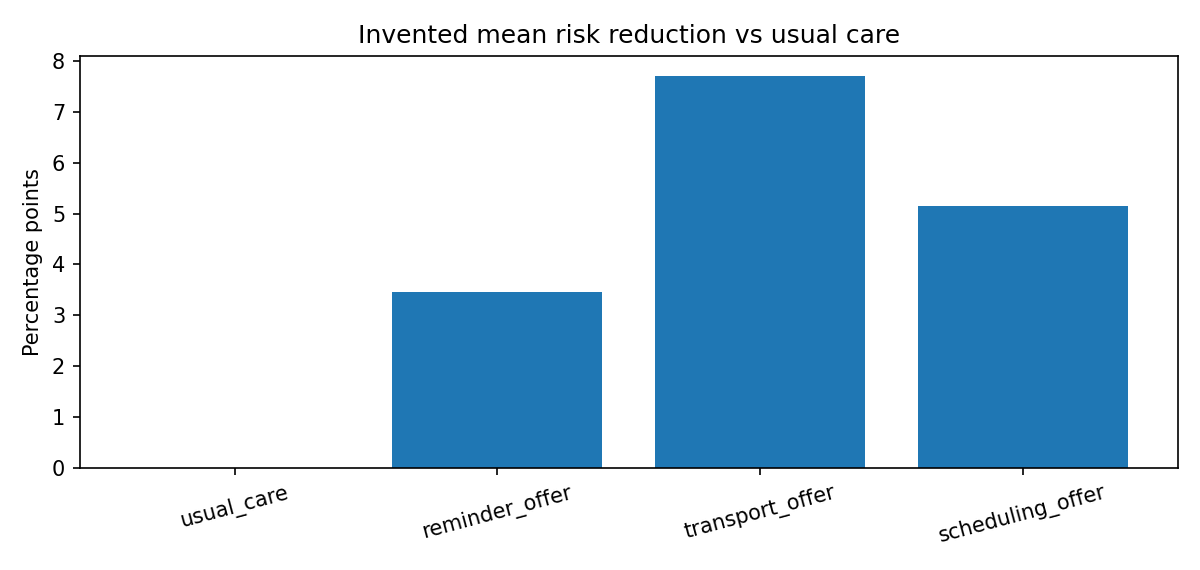 Invented mean risk reduction vs usual care
Percentage points
8
7
6
5
4
3
2
1
0
usual_care
reminder_offer
transport_offer
scheduling_offer